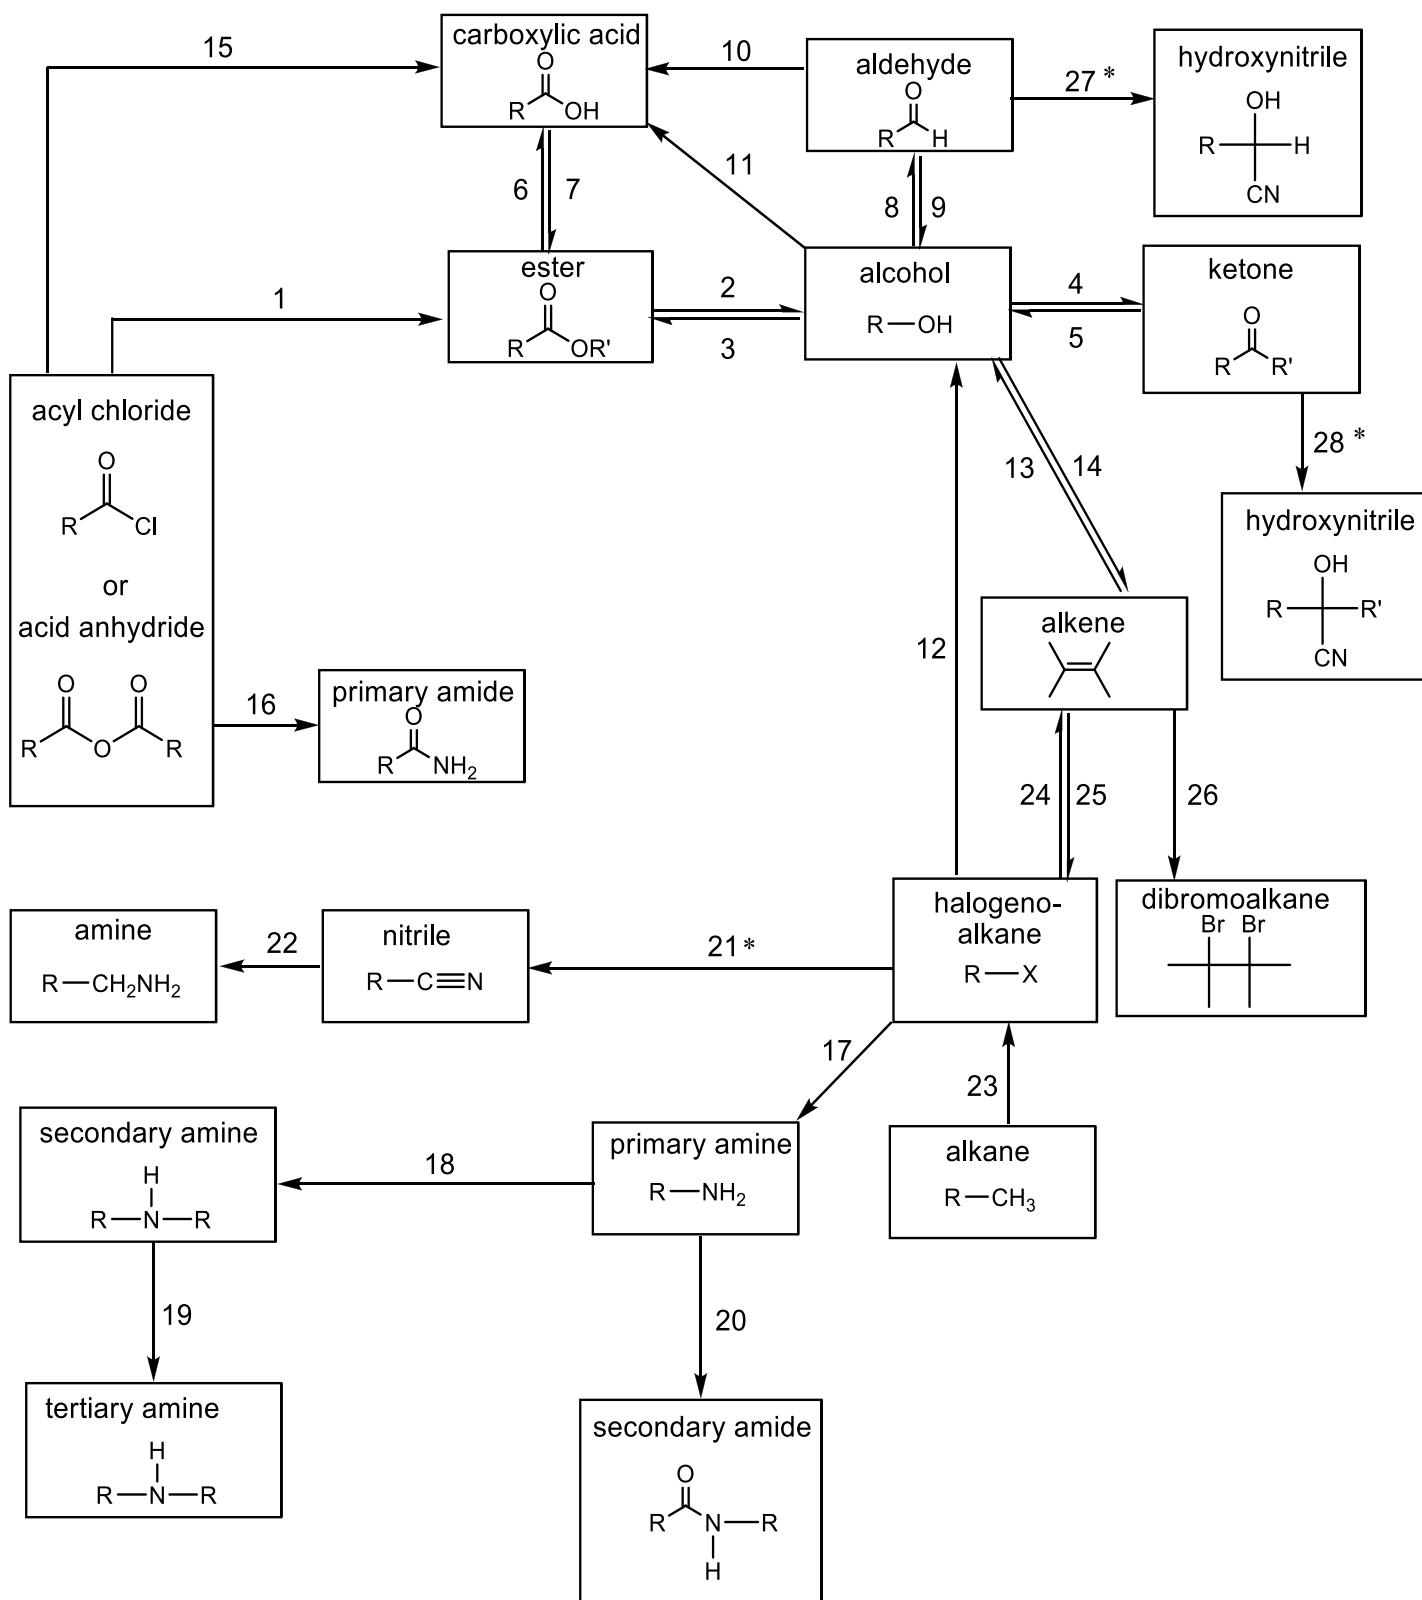 15
carboxylic acid
O
R
OH
10
aldehyde
O
R
H
27 *
hydroxynitrile
OH
R
H
CN
6
7
11
8
9
1
ester
O
R
OR'
2
3
alcohol
R
OH
4
5
ketone
O
R
R'
acyl chloride
O
R
Cl
or
acid anhydride
O
O
R
O
R
13
14
28 *
hydroxynitrile
OH
R
R'
CN
12
alkene
16
primary amide
O
R
NH2
24
25
26
amine
R
CH2NH2
22
nitrile
R
C
N
21 *
halogeno-
alkane
R
X
dibromoalkane
Br
Br
17
23
secondary amine
H
R
N
R
18
primary amine
R
NH2
alkane
R
CH3
19
20
tertiary amine
H
R
N
R
secondary amide
O
R
N
R
H